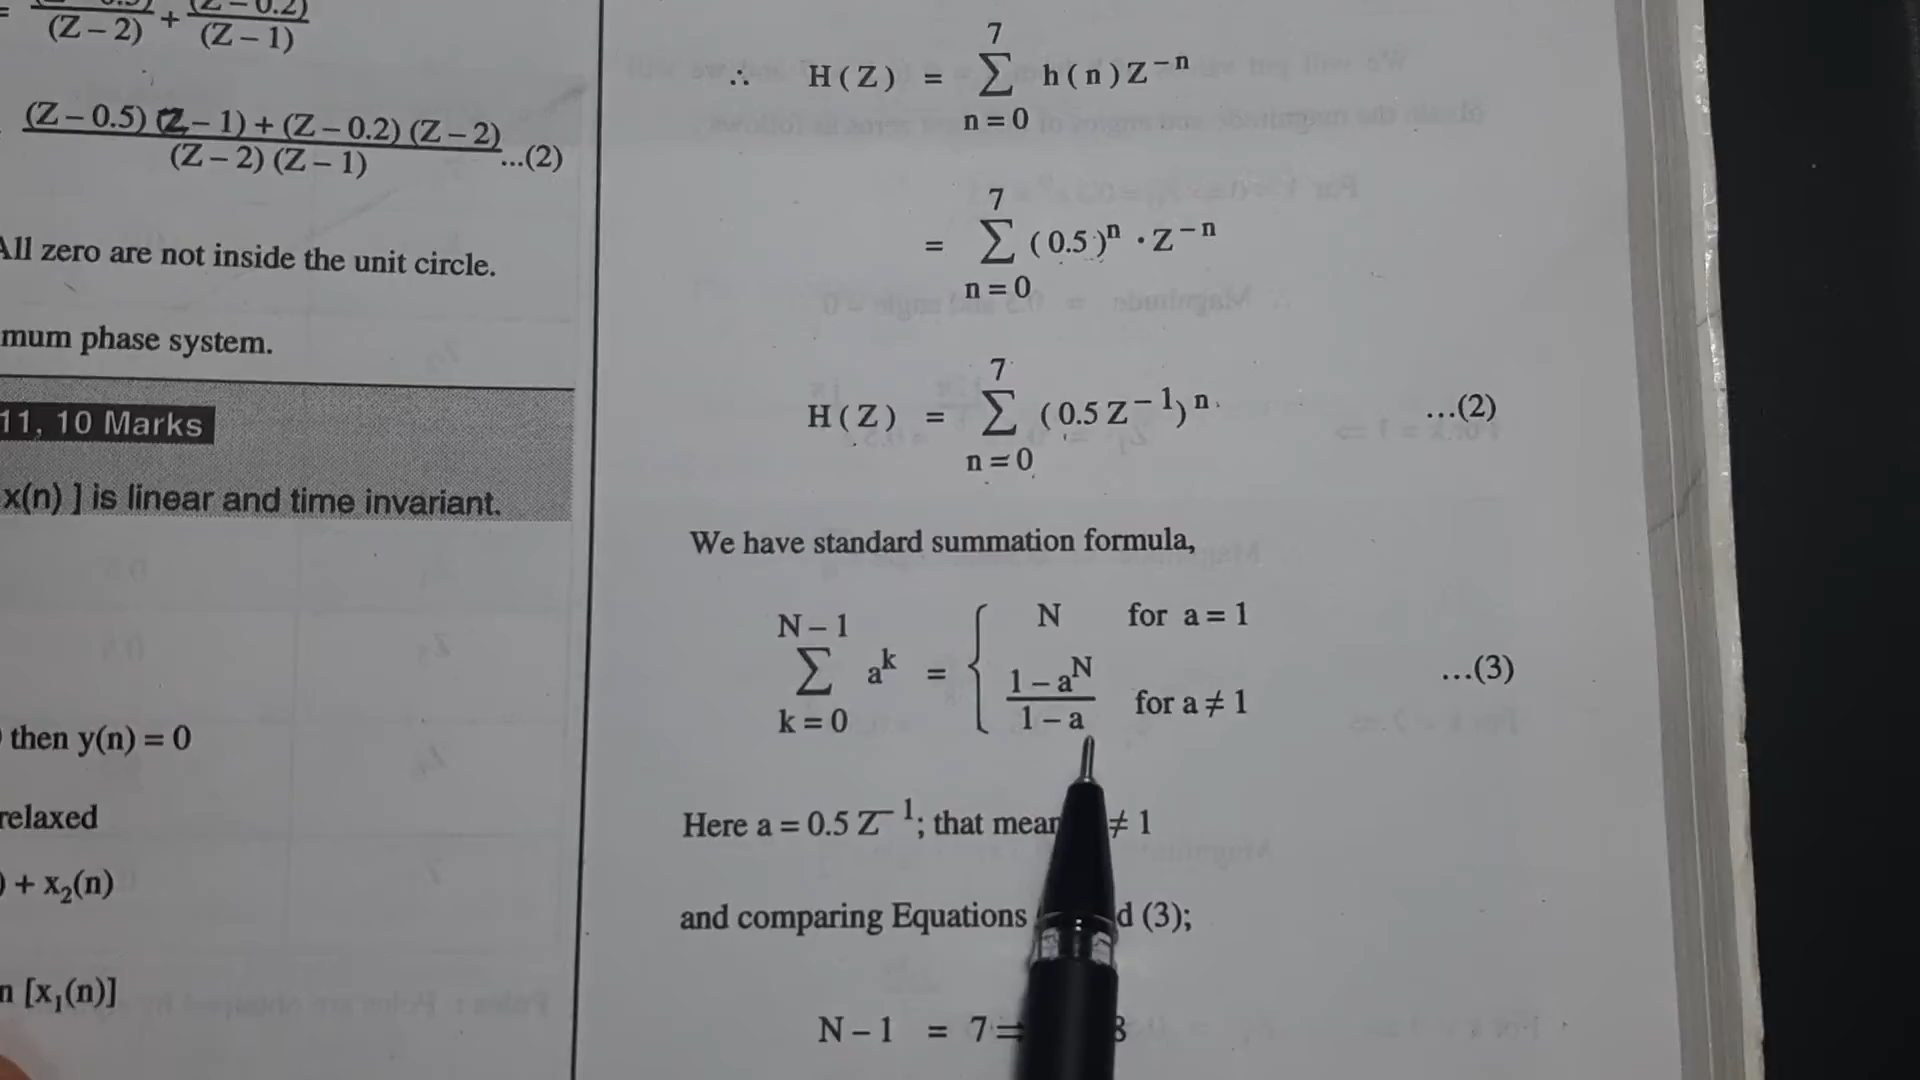 = (Z – 2) + (Z – 0.2)
(Z – 1)
(Z – 0.5) (Z – 1) + (Z – 0.2) (Z – 2)
(Z – 2) (Z – 1) ...(2)
All zero are not inside the unit circle.
mum phase system.
11, 10 Marks
x(n) ] is linear and time invariant.
then y(n) = 0
relaxed
) + x₂(n)
n [x₁(n)]
7
∴ H ( Z ) = ∑ h ( n ) Z⁻ⁿ
n = 0
7
= ∑ ( 0.5 )ⁿ · Z⁻ⁿ
n = 0
7
H ( Z ) = ∑ ( 0.5 Z⁻¹ )ⁿ ...(2)
n = 0
We have standard summation formula,
N – 1
∑ aᵏ = { N for a = 1
k = 0
1 – aᴺ
1 – a for a ≠ 1 ...(3)
Here a = 0.5 Z⁻¹; that mean ≠ 1
and comparing Equations d (3);
N – 1 = 7 ⇒ 8